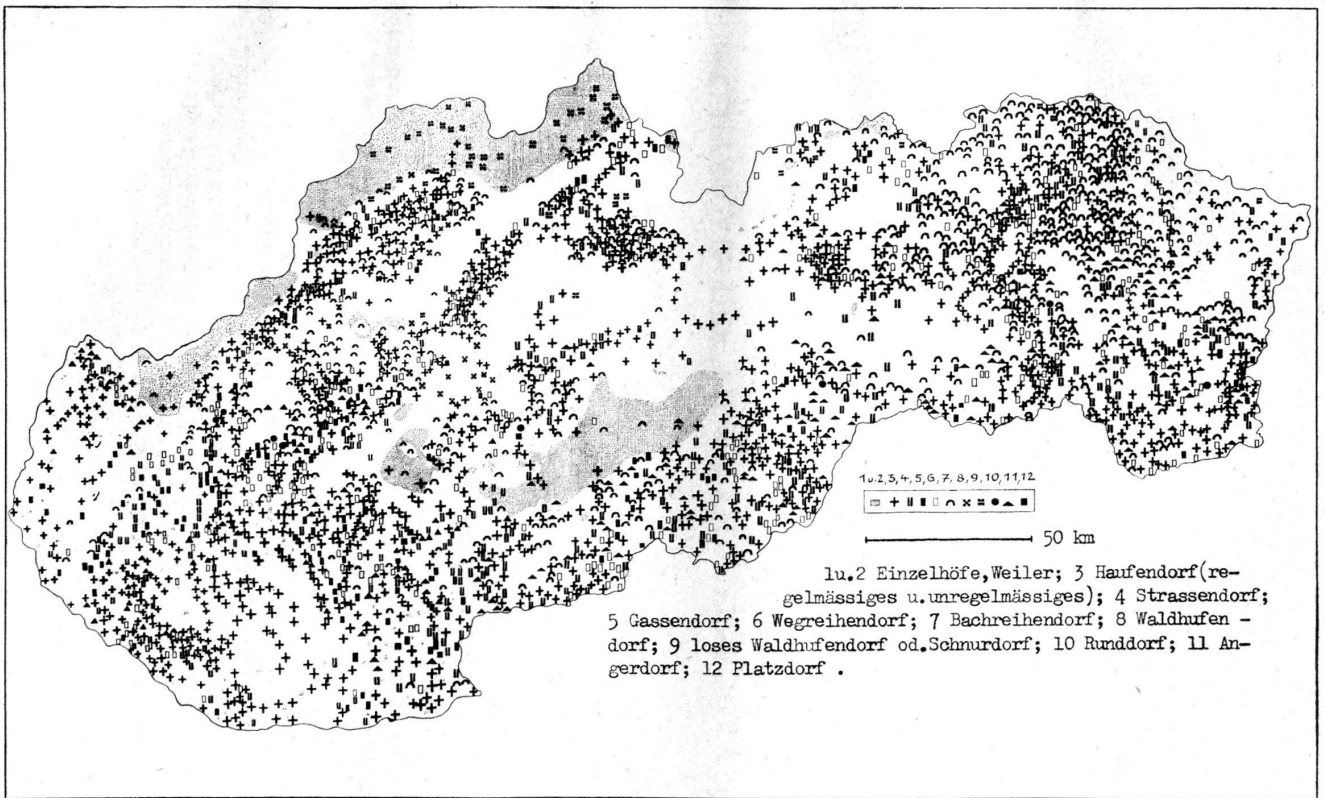 1u.2,3,4,5,6,7,8,9,10,11,12
50 km
1u.2 Einzelhöfe,Weiler; 3 Haufendorf(re-
gelmässiges u.unregelmässiges); 4 Strassendorf;
5 Gassendorf; 6 Wegreihendorf; 7 Bachreihendorf; 8 Waldhufen -
dorf; 9 loses Waldhufendorf od.Schnurdorf; 10 Runddorf; 11 An-
gerdorf; 12 Platzdorf .